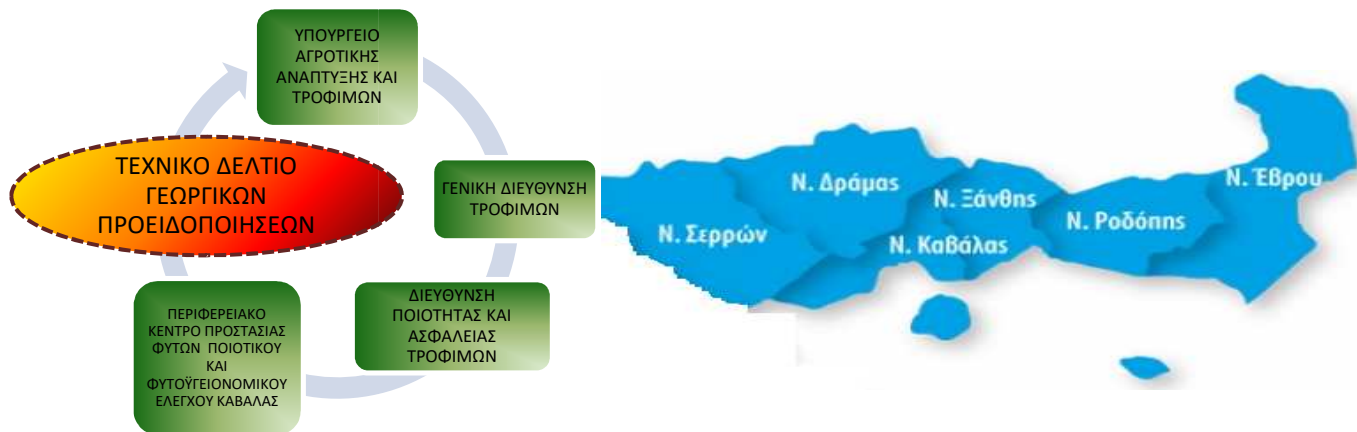 ΥΠΟΥΡΓΕΙΟ
ΑΓΡΟΤΙΚΗΣ
ΑΝΑΠΤΥΞΗΣ ΚΑΙ
ΤΡΟΦΙΜΩΝ
ΤΕΧΝΙΚΟ ΔΕΛΤΙΟ
ΓΕΩΡΓΙΚΩΝ
ΠΡΟΕΙΔΟΠΟΙΗΣΕΩΝ
ΓΕΝΙΚΗ ΔΙΕΥΘΥΝΣΗ
ΤΡΟΦΙΜΩΝ
ΔΙΕΥΘΥΝΣΗ
ΠΟΙΟΤΗΤΑΣ ΚΑΙ
ΑΣΦΑΛΕΙΑΣ
ΤΡΟΦΙΜΩΝ
ΠΕΡΙΦΕΡΕΙΑΚΟ
ΚΕΝΤΡΟ ΠΡΟΣΤΑΣΙΑΣ
ΦΥΤΩΝ ΠΟΙΟΤΙΚΟΥ
ΚΑΙ
ΦΥΤΟΫΓΕΙΟΝΟΜΙΚΟΥ
ΕΛΕΓΧΟΥ ΚΑΒΑΛΑΣ
Ν. Σερρών
Ν. Δράμας
Ν. Ξάνθης
Ν. Καβάλας
Ν. Ροδόπης
Ν. Έβρου